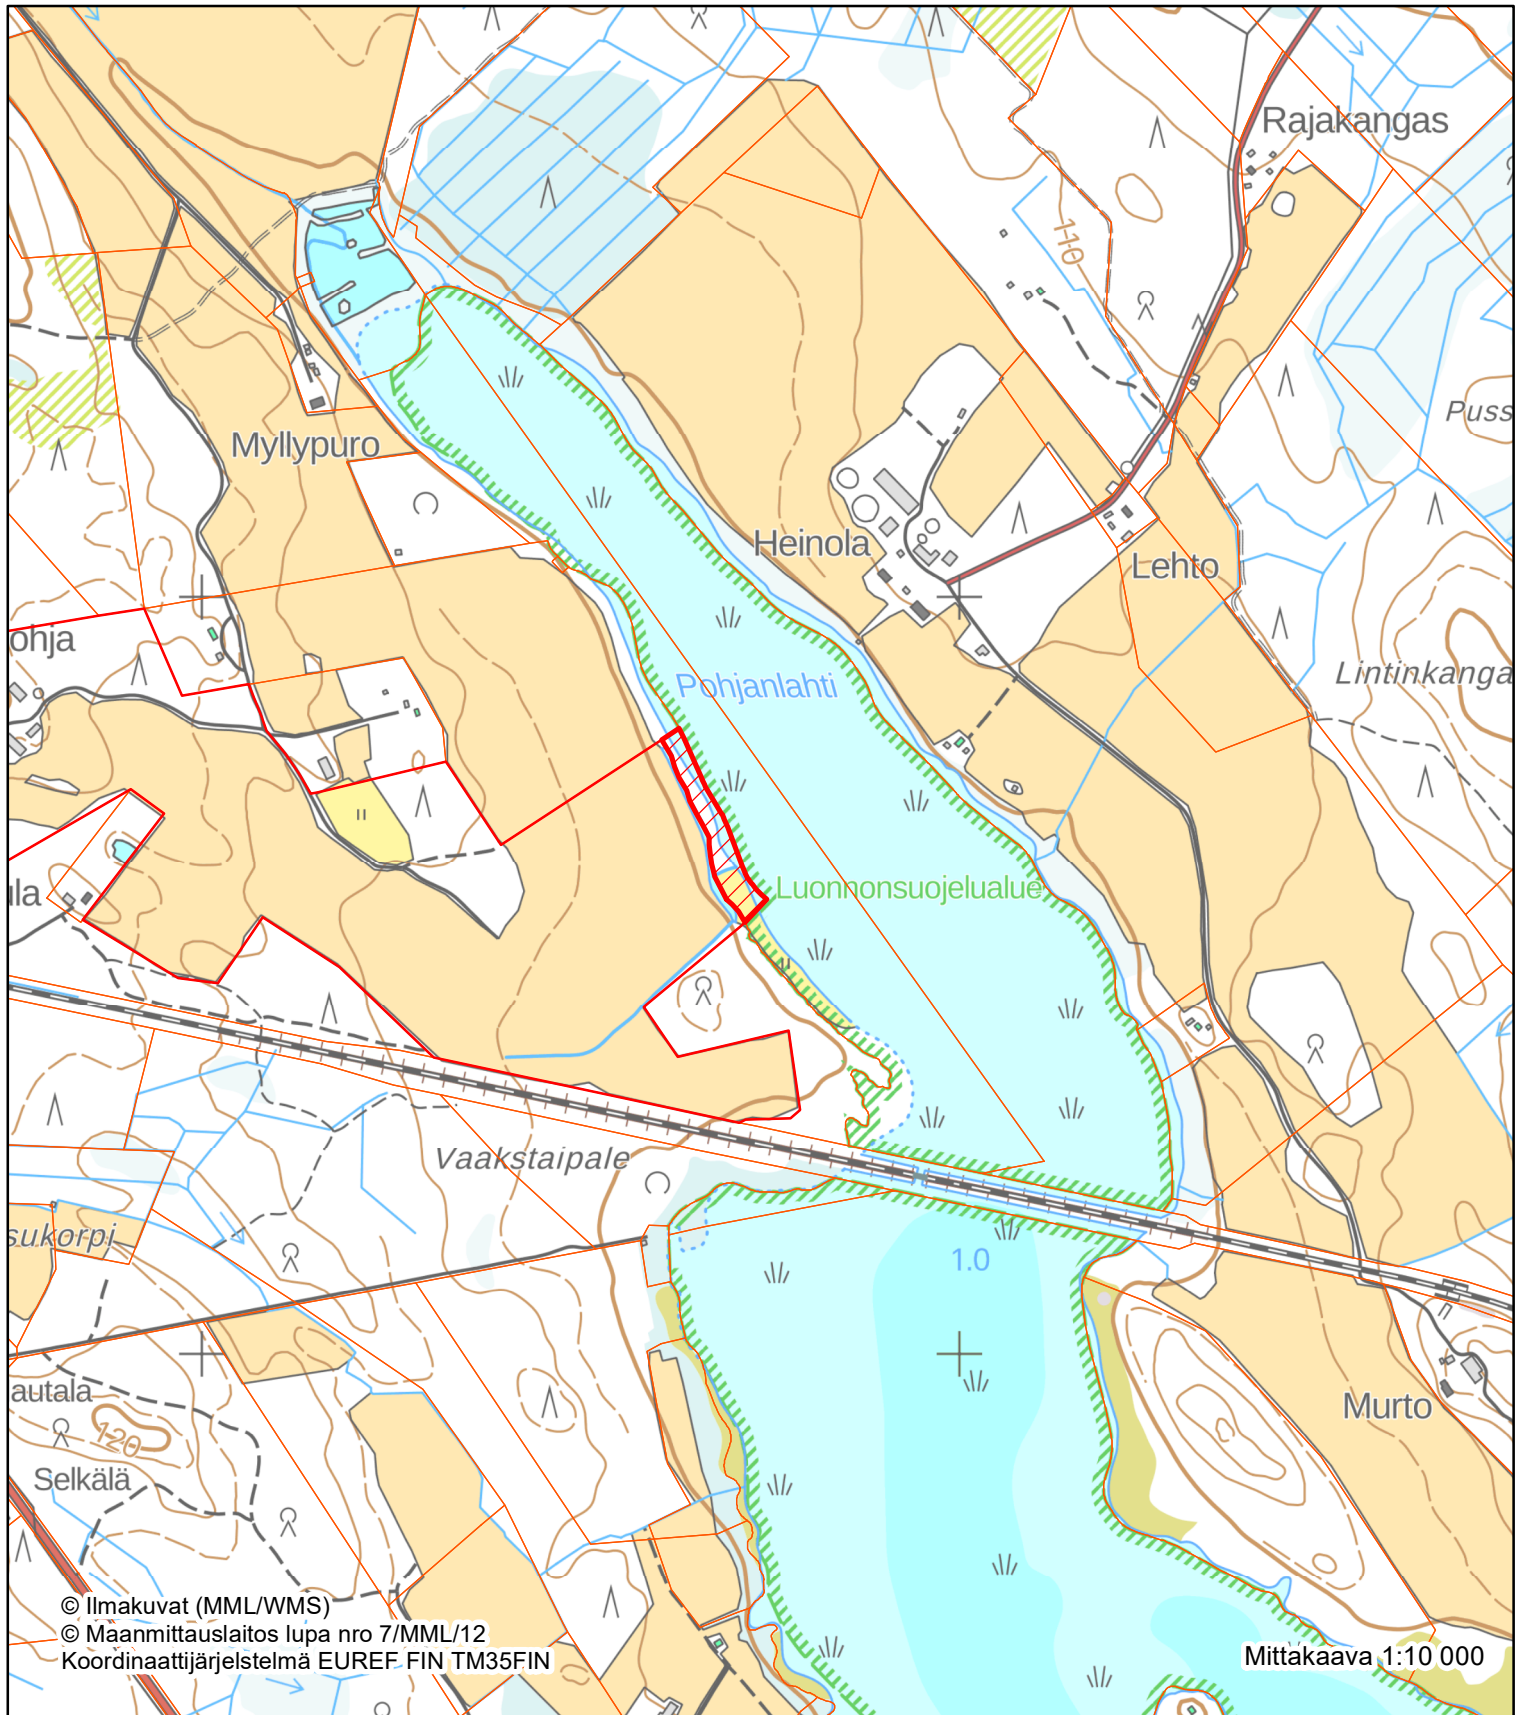 Rajakangas
110
Puss
Myllypuro
Heinola
Lehto
ohja
Lintinkanga
Pohjanlahti
Luonnonsuojelualue
ula
Vaakstaipale
sukorpi
1.0
autala
120
Murto
Selkälä
© Ilmakuvat (MML/WMS)
© Maanmittauslaitos lupa nro 7/MML/12
Koordinaattijärjelstelmä EUREF FIN TM35FIN
Mittakaava 1:10 000